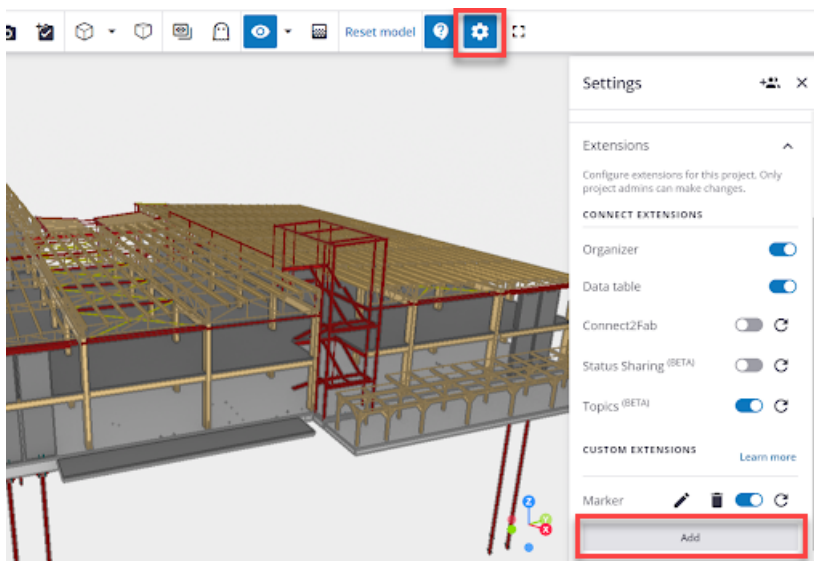 Reset model
Settings
Extensions
Configure extensions for this project. Only
project admins can make changes.
CONNECT EXTENSIONS
Organizer
Data table
Connect2Fab
Status Sharing (BETA)
Topics (BETA)
CUSTOM EXTENSIONS
Learn more
Marker
Add
Z
Y
X